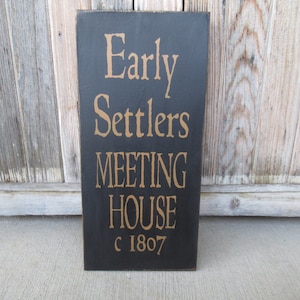 Early
Settlers
MEETING
HOUSE
c 1807